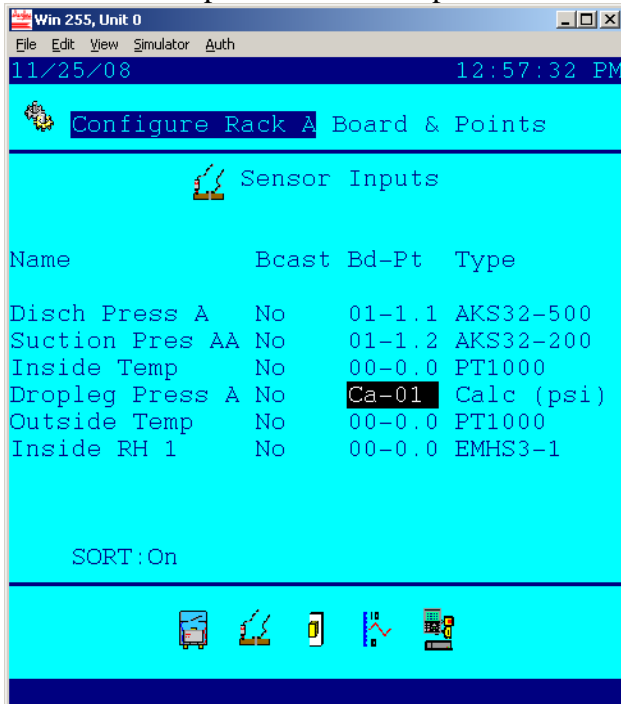 Win 255, Unit 0
File Edit View Simulator Auth
11/25/08 12:57:32 PM
Configure Rack A Board & Points
Sensor Inputs
Name Bcast Bd-Pt Type
Disch Press A No 01-1.1 AKS32-500
Suction Pres AA No 01-1.2 AKS32-200
Inside Temp No 00-0.0 PT1000
Dropleg Press A No Ca-01 Calc (psi)
Outside Temp No 00-0.0 PT1000
Inside RH 1 No 00-0.0 EMHS3-1
SORT:On